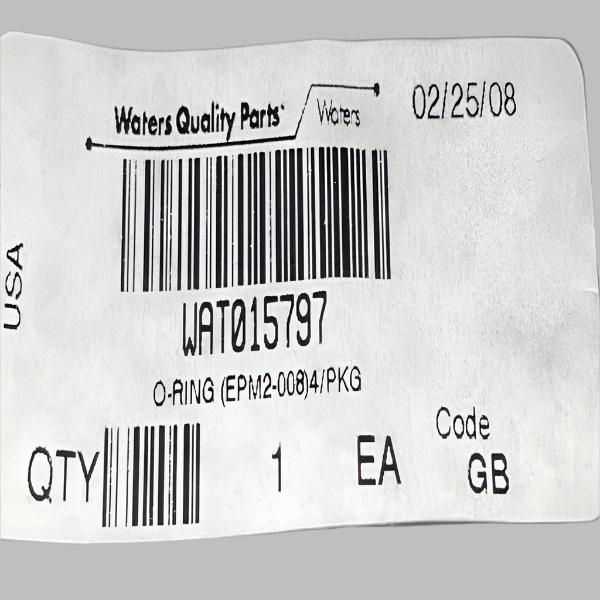 Waters Quality Parts* Waters 02/25/08
USA
WAT015797
O-RING (EPM2-008)4/PKG
QTY 1 EA Code GB